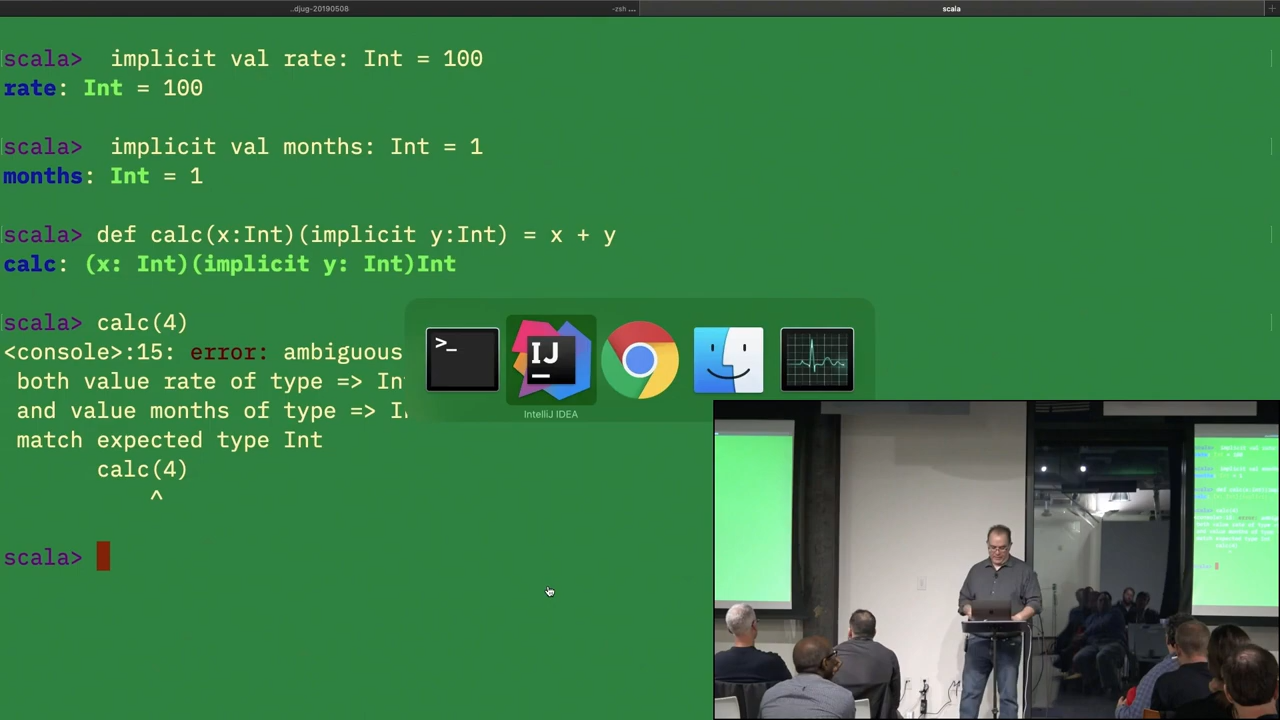 ..djug-20190508
-zsh ...
scala
scala>  implicit val rate: Int = 100
rate: Int = 100
scala>  implicit val months: Int = 1
months: Int = 1
scala> def calc(x:Int)(implicit y:Int) = x + y
calc: (x: Int)(implicit y: Int)Int
scala> calc(4)
<console>:15: error: ambiguous
 both value rate of type => In
 and value months of type => I
 match expected type Int
       calc(4)
           ^
scala>
>_
IJ
IntelliJ IDEA